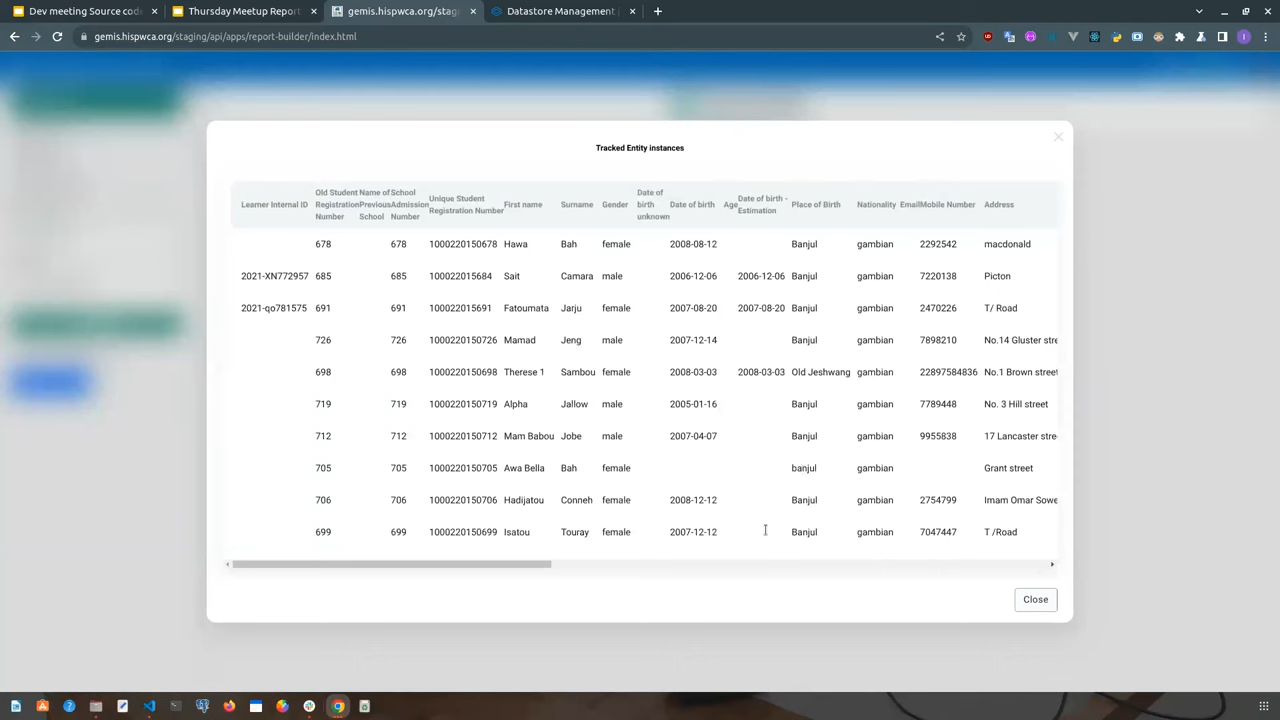 Dev meeting Source cod
Thursday Meetup Report
gemis.hispwca.org/stag
Datastore Management
gemis.hispwca.org/staging/api/apps/report-builder/index.html
Tracked Entity instances
Learner Internal ID Old Student Registration Number Name of Previous School School Admission Number Unique Student Registration Number First name Surname Gender Date of birth unknown Date of birth Age Date of birth - Estimation Place of Birth Nationality Email Mobile Number Address
678 678 1000220150678 Hawa Bah female 2008-08-12 Banjul gambian 2292542 macdonald
2021-XN772957 685 685 100022015684 Sait Camara male 2006-12-06 2006-12-06 Banjul gambian 7220138 Picton
2021-qo781575 691 691 100022015691 Fatoumata Jarju female 2007-08-20 2007-08-20 Banjul gambian 2470226 T/ Road
726 726 1000220150726 Mamad Jeng male 2007-12-14 Banjul gambian 7898210 No.14 Gluster stre
698 698 1000220150698 Therese 1 Sambou female 2008-03-03 2008-03-03 Old Jeshwang gambian 22897584836 No.1 Brown street
719 719 1000220150719 Alpha Jallow male 2005-01-16 Banjul gambian 7789448 No. 3 Hill street
712 712 1000220150712 Mam Babou Jobe male 2007-04-07 Banjul gambian 9955838 17 Lancaster stre
705 705 1000220150705 Awa Bella Bah female banjul gambian Grant street
706 706 1000220150706 Hadijatou Conneh female 2008-12-12 Banjul gambian 2754799 Imam Omar Sowe
699 699 1000220150699 Isatou Touray female 2007-12-12 Banjul gambian 7047447 T /Road
Close